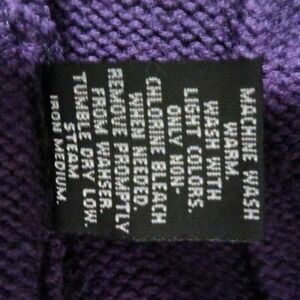 MACHINE WASH
WARM.
WASH WITH
LIGHT COLORS.
ONLY NON-
CHLORINE BLEACH
WHEN NEEDED.
REMOVE PROMPTLY
FROM WAHSER.
TUMBLE DRY LOW.
STEAM
IRON MEDIUM.